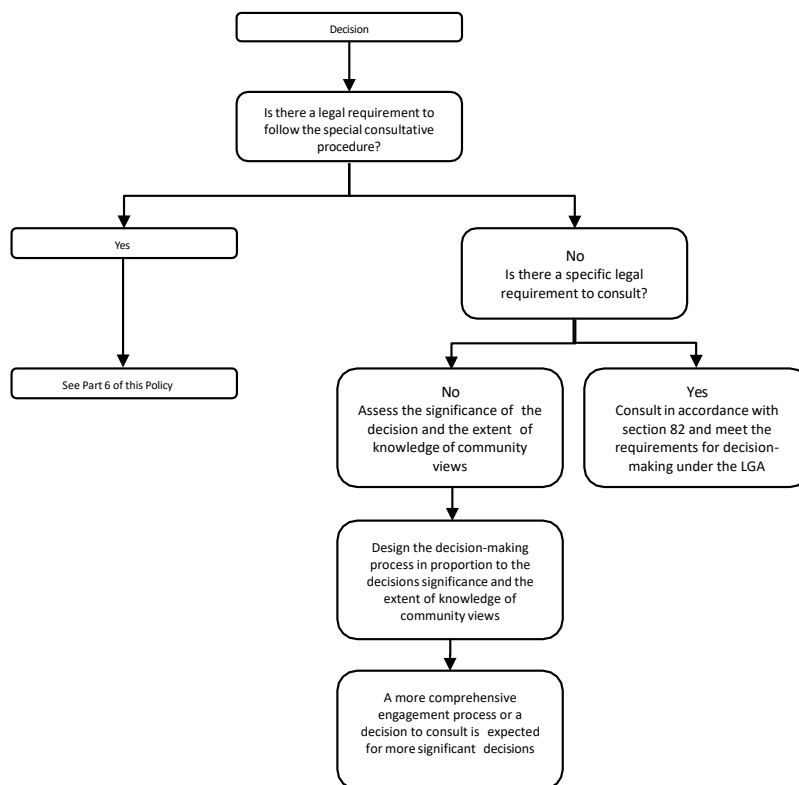 Decision
Is there a legal requirement to
follow the special consultative
procedure?
Yes
No
Is there a specific legal
requirement to consult?
See Part 6 of this Policy
No
Assess the significance of the
decision and the extent of
knowledge of community
views
Yes
Consult in accordance with
section 82 and meet the
requirements for decision-
making under the LGA
Design the decision-making
process in proportion to the
decisions significance and the
extent of knowledge of
community views
A more comprehensive
engagement process or a
decision to consult is expected
for more significant decisions